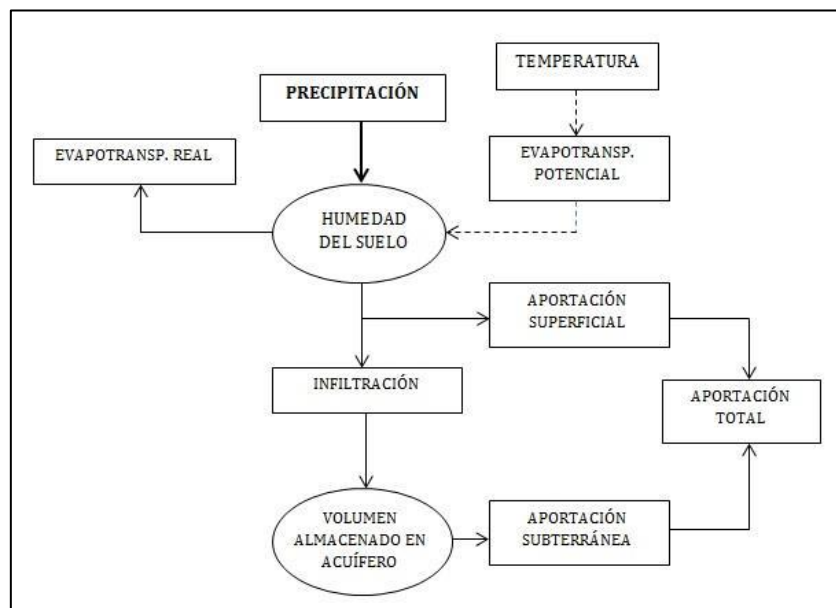 TEMPERATURA
PRECIPITACIÓN
EVAPOTRANSP. REAL
EVAPOTRANSP.
POTENCIAL
HUMEDAD
DEL SUELO
APORTACIÓN
SUPERFICIAL
INFILTRACIÓN
APORTACIÓN
TOTAL
VOLUMEN
ALMACENADO EN
ACUÍFERO
APORTACIÓN
SUBTERRÁNEA